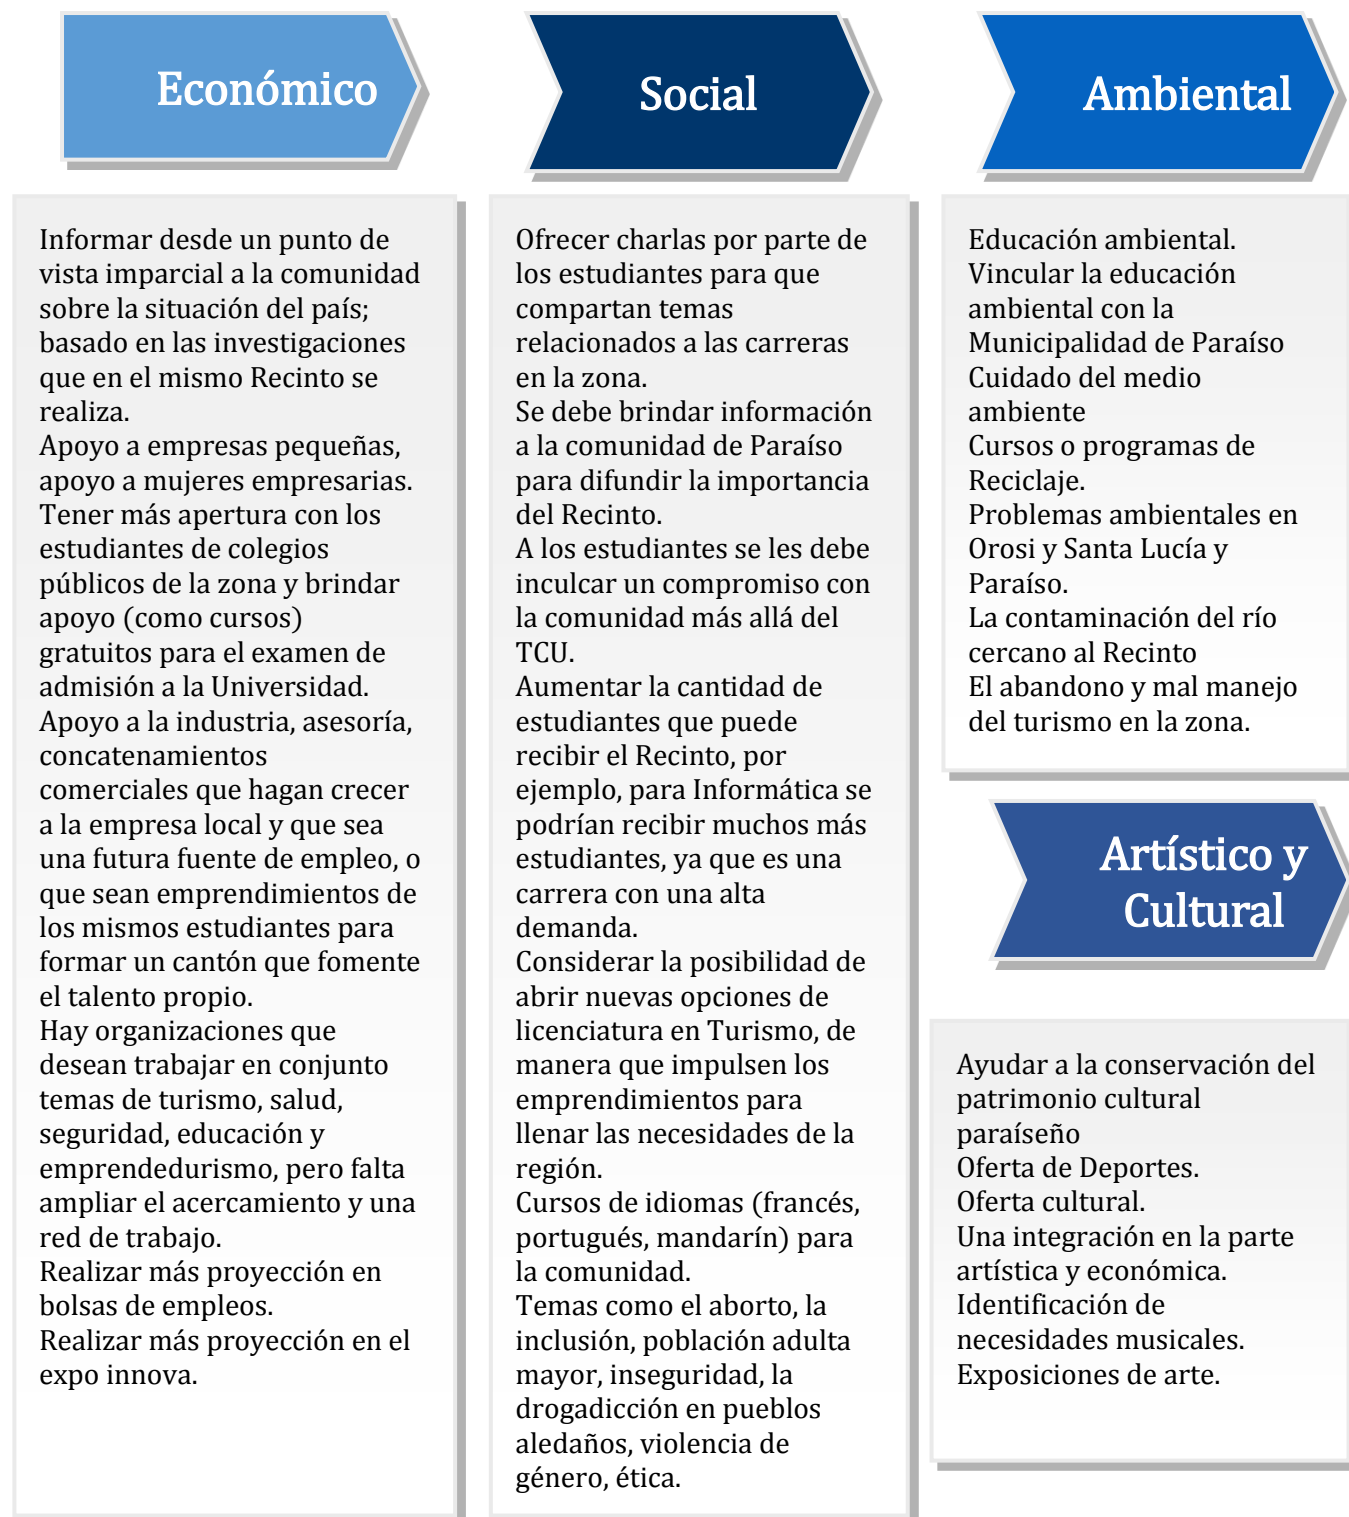 Económico
Informar desde un punto de
vista imparcial a la comunidad
sobre la situación del país;
basado en las investigaciones
que en el mismo Recinto se
realiza.
Apoyo a empresas pequeñas,
apoyo a mujeres empresarias.
Tener más apertura con los
estudiantes de colegios
públicos de la zona y brindar
apoyo (como cursos)
gratuitos para el examen de
admisión a la Universidad.
Apoyo a la industria, asesoría,
concatenamientos
comerciales que hagan crecer
a la empresa local y que sea
una futura fuente de empleo, o
que sean emprendimientos de
los mismos estudiantes para
formar un cantón que fomente
el talento propio.
Hay organizaciones que
desean trabajar en conjunto
temas de turismo, salud,
seguridad, educación y
emprendedurismo, pero falta
ampliar el acercamiento y una
red de trabajo.
Realizar más proyección en
bolsas de empleos.
Realizar más proyección en el
expo innova.
Social
Ofrecer charlas por parte de
los estudiantes para que
compartan temas
relacionados a las carreras
en la zona.
Se debe brindar información
a la comunidad de Paraíso
para difundir la importancia
del Recinto.
A los estudiantes se les debe
inculcar un compromiso con
la comunidad más allá del
TCU.
Aumentar la cantidad de
estudiantes que puede
recibir el Recinto, por
ejemplo, para Informática se
podrían recibir muchos más
estudiantes, ya que es una
carrera con una alta
demanda.
Considerar la posibilidad de
abrir nuevas opciones de
licenciatura en Turismo, de
manera que impulsen los
emprendimientos para
llenar las necesidades de la
región.
Cursos de idiomas (francés,
portugués, mandarín) para
la comunidad.
Temas como el aborto, la
inclusión, población adulta
mayor, inseguridad, la
drogadicción en pueblos
aledaños, violencia de
género, ética.
Ambiental
Educación ambiental.
Vincular la educación
ambiental con la
Municipalidad de Paraíso
Cuidado del medio
ambiente
Cursos o programas de
Reciclaje.
Problemas ambientales en
Orosi y Santa Lucía y
Paraíso.
La contaminación del río
cercano al Recinto
El abandono y mal manejo
del turismo en la zona.
Artístico y
Cultural
Ayudar a la conservación del
patrimonio cultural
paraíseño
Oferta de Deportes.
Oferta cultural.
Una integración en la parte
artística y económica.
Identificación de
necesidades musicales.
Exposiciones de arte.